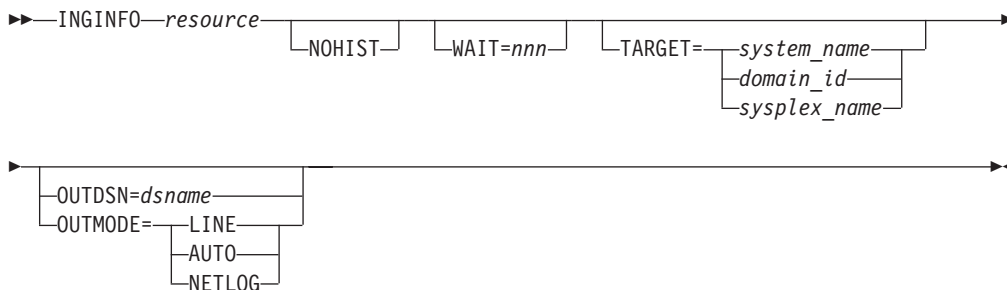 INGINFO resource NOHIST WAIT=nnn TARGET= system_name
domain_id
sysplex_name
OUTDSN=dsname
OUTMODE= LINE
AUTO
NETLOG